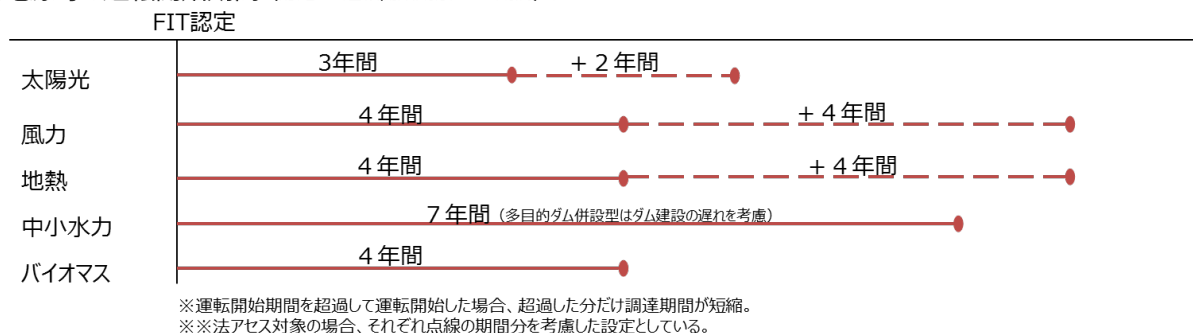 FIT認定
太陽光 3年間 +2年間
風力 4年間 +4年間
地熱 4年間 +4年間
中小水力 7年間(多目的ダム併設型はダム建設の遅れを考慮)
バイオマス 4年間
※運転開始期間を超過して運転開始した場合、超過した分だけ調達期間が短縮。
※※法アセス対象の場合、それぞれ点線の期間分を考慮した設定としている。